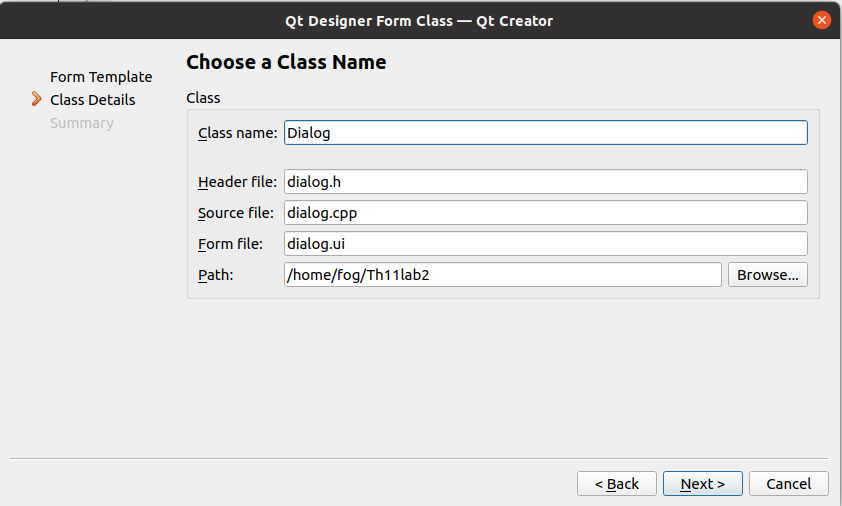 Qt Designer Form Class — Qt Creator
Choose a Class Name
Form Template
Class Details
Summary
Class
Class name: Dialog
Header file: dialog.h
Source file: dialog.cpp
Form file: dialog.ui
Path: /home/fog/Th11lab2 Browse...
< Back Next > Cancel